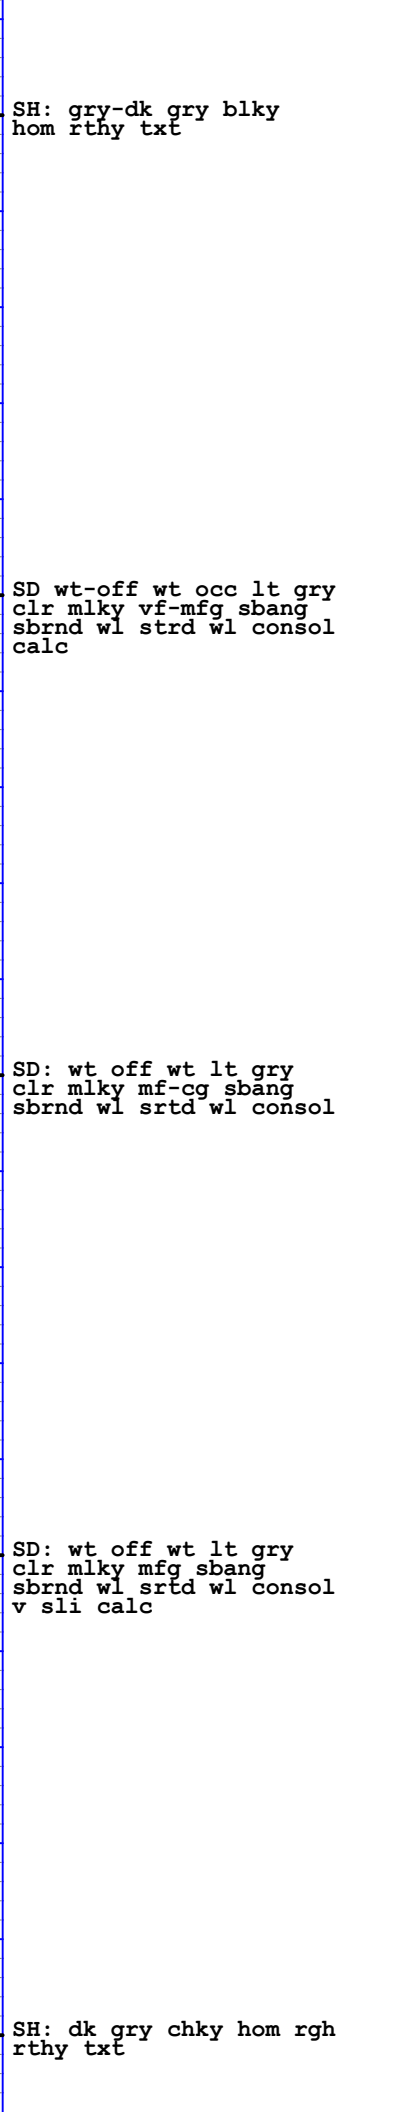 SH: gry-dk gry blky
hom rthy txt
SD wt-off wt occ lt gry
clr mlky vf-mfg sbang
sbrnd wl strd wl consol
calc
SD: wt off wt lt gry
clr mlky mf-cg sbang
sbrnd wl srtd wl consol
SD: wt off wt lt gry
clr mlky mfg sbang
sbrnd wl srtd wl consol
v sli calc
SH: dk gry chky hom rgh
rthy txt